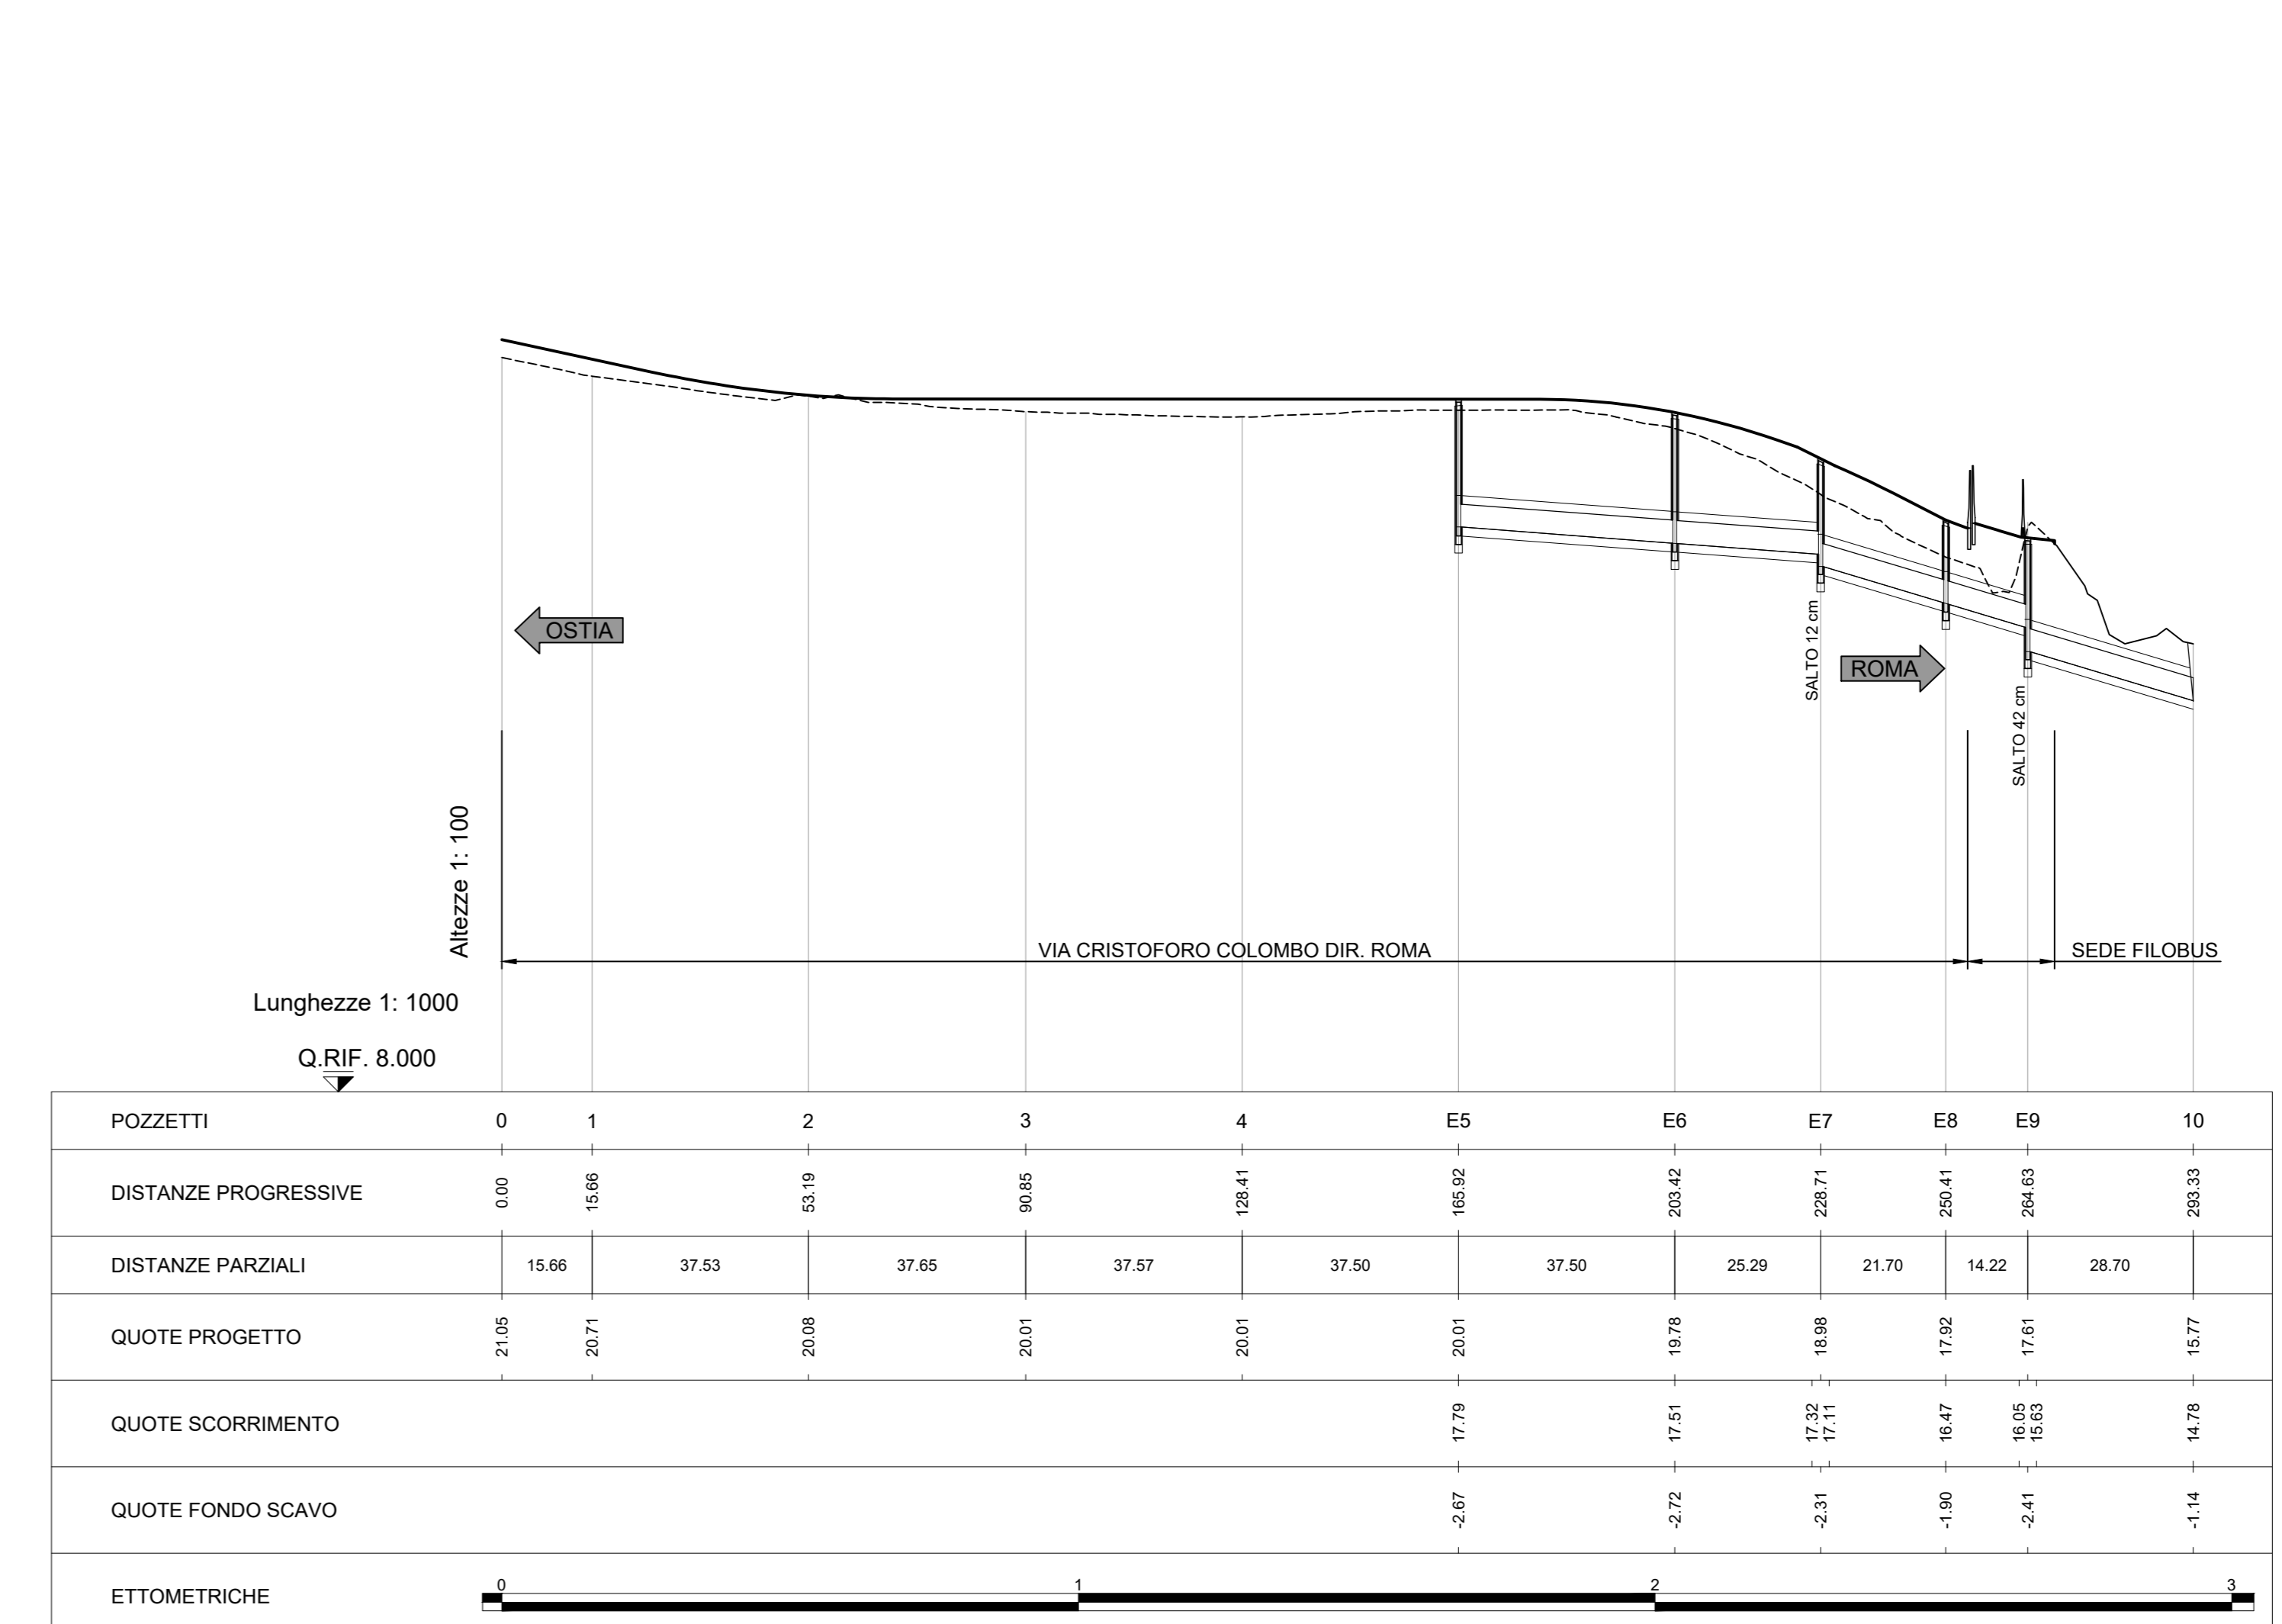 OSTIA
SALTO 12 cm
ROMA
SALTO 42 cm
Altezze 1: 100
VIA CRISTOFORO COLOMBO DIR. ROMA
SEDE FILOBUS
Lunghezze 1: 1000
Q.RIF. 8.000
POZZETTI 0 1 2 3 4 E5 E6 E7 E8 E9 10
DISTANZE PROGRESSIVE 0.00 15.66 53.19 90.85 128.41 165.92 203.42 228.71 250.41 264.63 293.33
DISTANZE PARZIALI 15.66 37.53 37.65 37.57 37.50 37.50 25.29 21.70 14.22 28.70
QUOTE PROGETTO 21.05 20.71 20.08 20.01 20.01 20.01 19.78 18.98 17.92 17.61 15.77
QUOTE SCORRIMENTO 17.79 17.51 17.32 17.11 16.47 16.05 15.63 14.78
QUOTE FONDO SCAVO -2.67 -2.72 -2.31 -1.90 -2.41 -1.14
ETTOMETRICHE 0 1 2 3